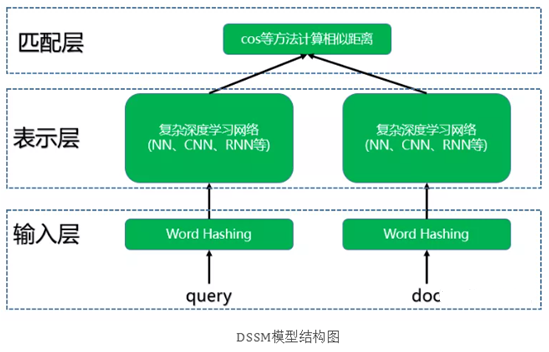 匹配层
cos等方法计算相似距离
表示层
复杂深度学习网络
(NN、CNN、RNN等)
复杂深度学习网络
(NN、CNN、RNN等)
输入层
Word Hashing
Word Hashing
query
doc
DSSM模型结构图